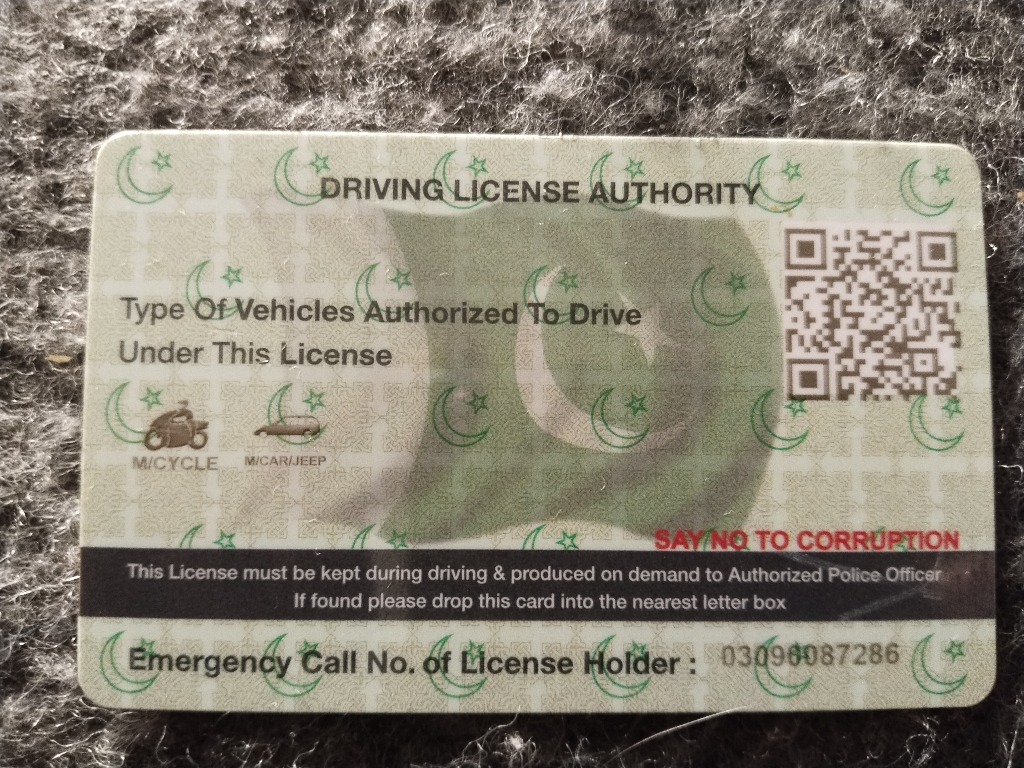 DRIVING LICENSE AUTHORITY
Type Of Vehicles Authorized To Drive
Under This License
M/CYCLE M/CAR/JEEP
SAY NO TO CORRUPTION
This License must be kept during driving & produced on demand to Authorized Police Officer
If found please drop this card into the nearest letter box
Emergency Call No. of License Holder : 03096087286